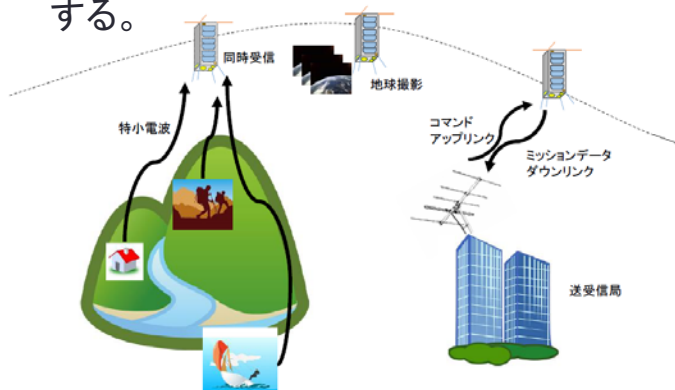 する。
同時受信
地球撮影
特小電波
コマンド
アップリンク
ミッションデータ
ダウンリンク
送受信局